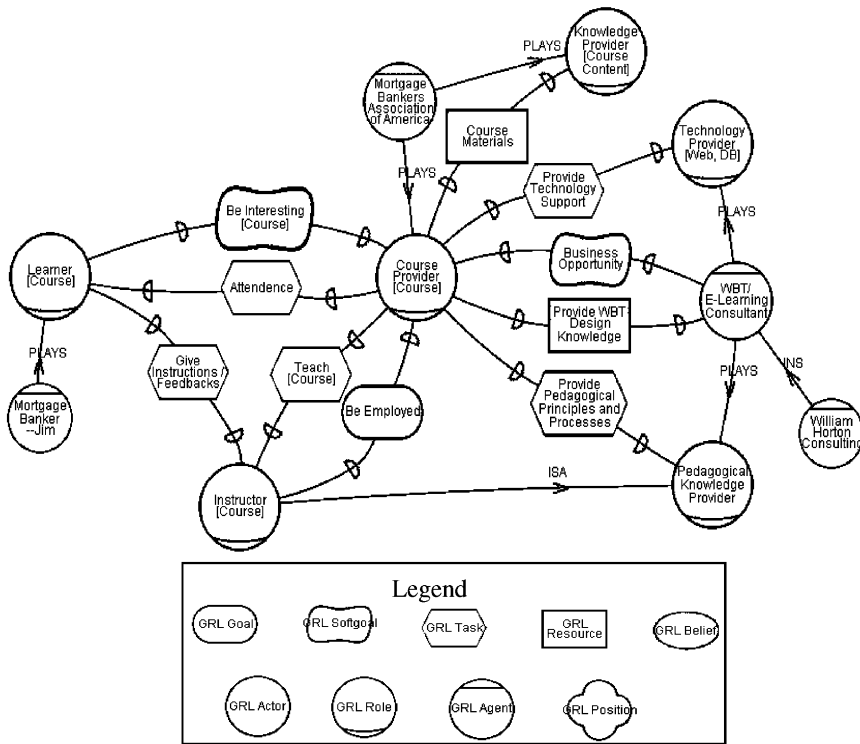 Knowledge
Provider
[Course
Content]
PLAYS
Mortgage
Bankers
Association
of America
Course
Materials
Technology
Provider
[Web, DB]
PLAYS
Provide
Technology
Support
Be Interesting
[Course]
PLAYS
Learner
[Course]
Course
Provider
[Course]
Business
Opportunity
WBT/
E-Learning
Consultant
Attendence
Provide WBT
Design
Knowledge
PLAYS
Give
Instructions /
Feedbacks
Teach
[Course]
PLAYS
INS
Mortgage
Banker
--Jim
Be Employed
Provide
Pedagogical
Principles and
Processes
William
Horton
Consulting
ISA
Instructor
[Course]
Pedagogical
Knowledge
Provider
Legend
GRL Goal
GRL Softgoal
GRL Task
GRL
Resource
GRL Belief
GRL Actor
GRL Role
GRL Agent
GRL Position